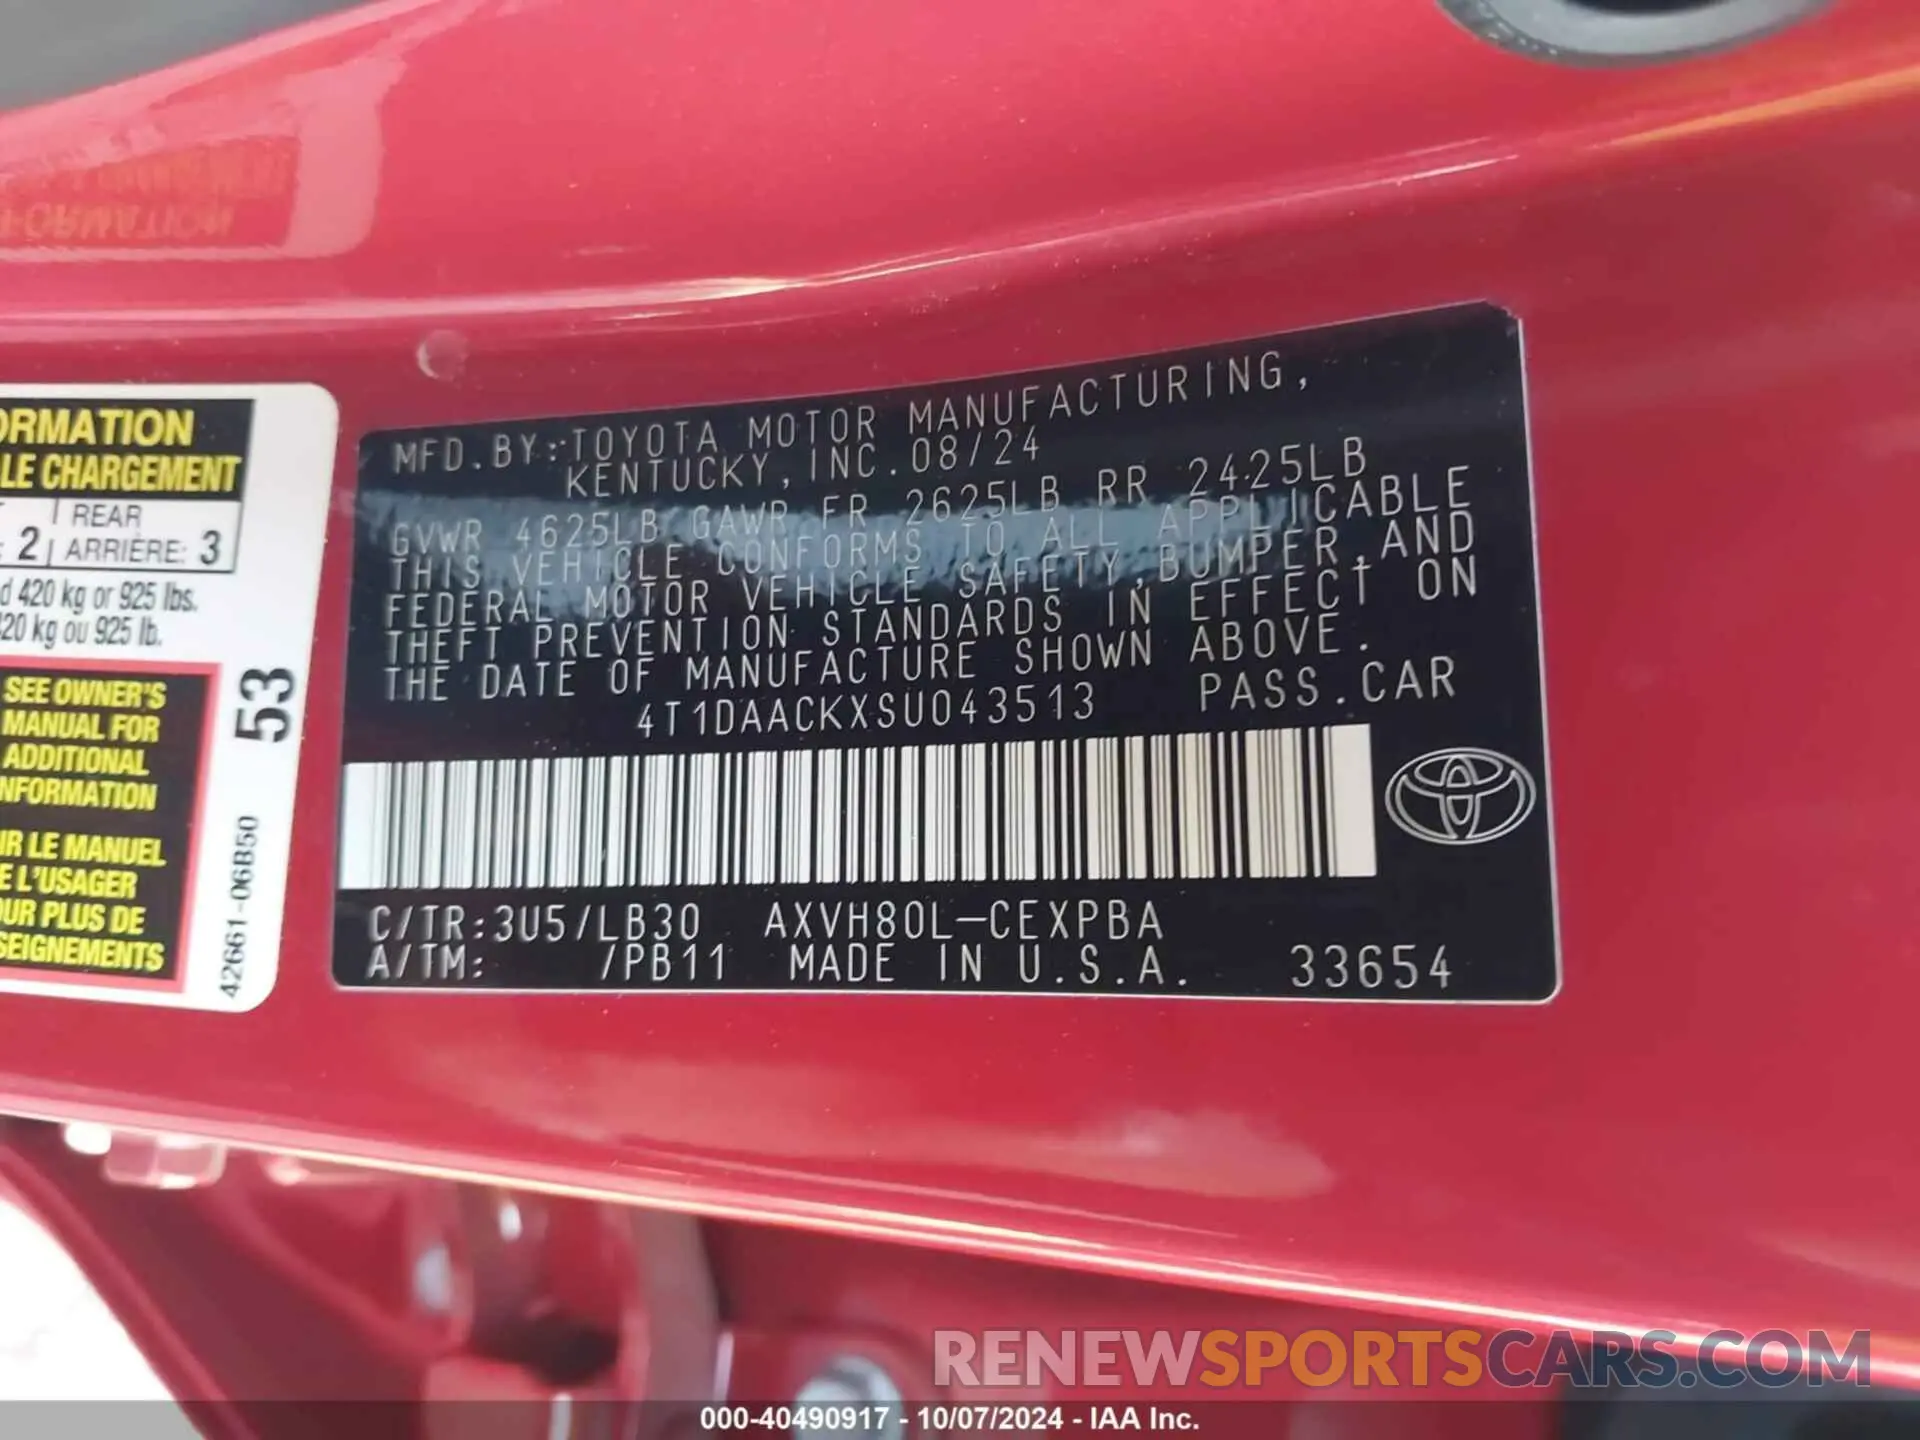 ORMATION
LE CHARGEMENT
REAR
2 ARRIÈRE: 3
420 kg or 925 lbs.
20 kg ou 925 lb.
SEE OWNER'S
MANUAL FOR
ADDITIONAL
NFORMATION
R LE MANUEL
E L'USAGER
UR PLUS DE
SEIGNEMENTS
53
42661-06B50
MFD. BY: TOYOTA MOTOR MANUFACTURING,
KENTUCKY, INC. 08/24
GVWR 4625LB GAWR FR 2625LB RR 2425LB
THIS VEHICLE CONFORMS TO ALL APPLICABLE
FEDERAL MOTOR VEHICLE SAFETY, BUMPER, AND
THEFT PREVENTION STANDARDS IN EFFECT ON
THE DATE OF MANUFACTURE SHOWN ABOVE.
4T1DAACKXSU043513 PASS. CAR
C/TR:3U5/LB30 AXVH80L-CEXPBA
A/TM: /PB11 MADE IN U.S.A. 33654
RENEWSPORTSCARS.COM
000-40490917 - 10/07/2024 - IAA Inc.